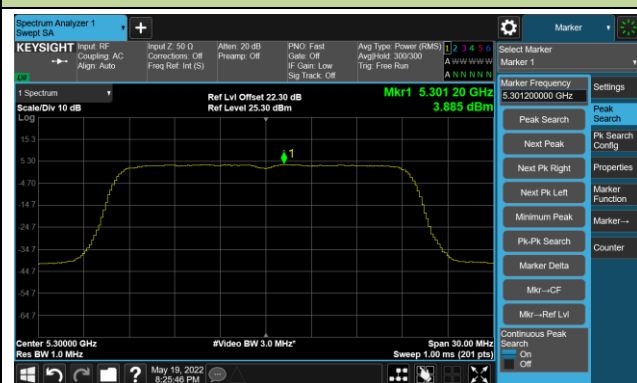 Spectrum Analyzer 1
Swept SA
Marker
KEYSIGHT
Input: RF
Coupling: AC
Align: Auto
Input Z: 50 Ω
Corrections: Off
Freq Ref: Int (S)
Atten: 20 dB
Preamp: Off
PNO: Fast
Gate: Off
IF Gain: Low
Sig Track: Off
Avg Type: Power (RMS)
Avg|Hold: 300/300
Trig: Free Run
1 2 3 4 5 6
A W W W W W
A N N N N N
Select Marker
Marker 1
1 Spectrum
Scale/Div 10 dB
Ref Lvl Offset 22.30 dB
Ref Level 25.30 dBm
Mkr1 5.301 20 GHz
3.885 dBm
Log
15.3
5.30
-4.70
-14.7
-24.7
-34.7
-44.7
-54.7
-64.7
1
Center 5.30000 GHz
Res BW 1.0 MHz
#Video BW 3.0 MHz*
Span 30.00 MHz
Sweep 1.00 ms (201 pts)
Marker Frequency
5.301200000 GHz
Peak Search
Next Peak
Next Pk Right
Next Pk Left
Minimum Peak
Pk-Pk Search
Marker Delta
Mkr→CF
Mkr→Ref Lvl
Continuous Peak
Search
On
Off
Settings
Peak
Search
Pk Search
Config
Properties
Marker
Function
Marker→
Counter
May 19, 2022
8:25:46 PM